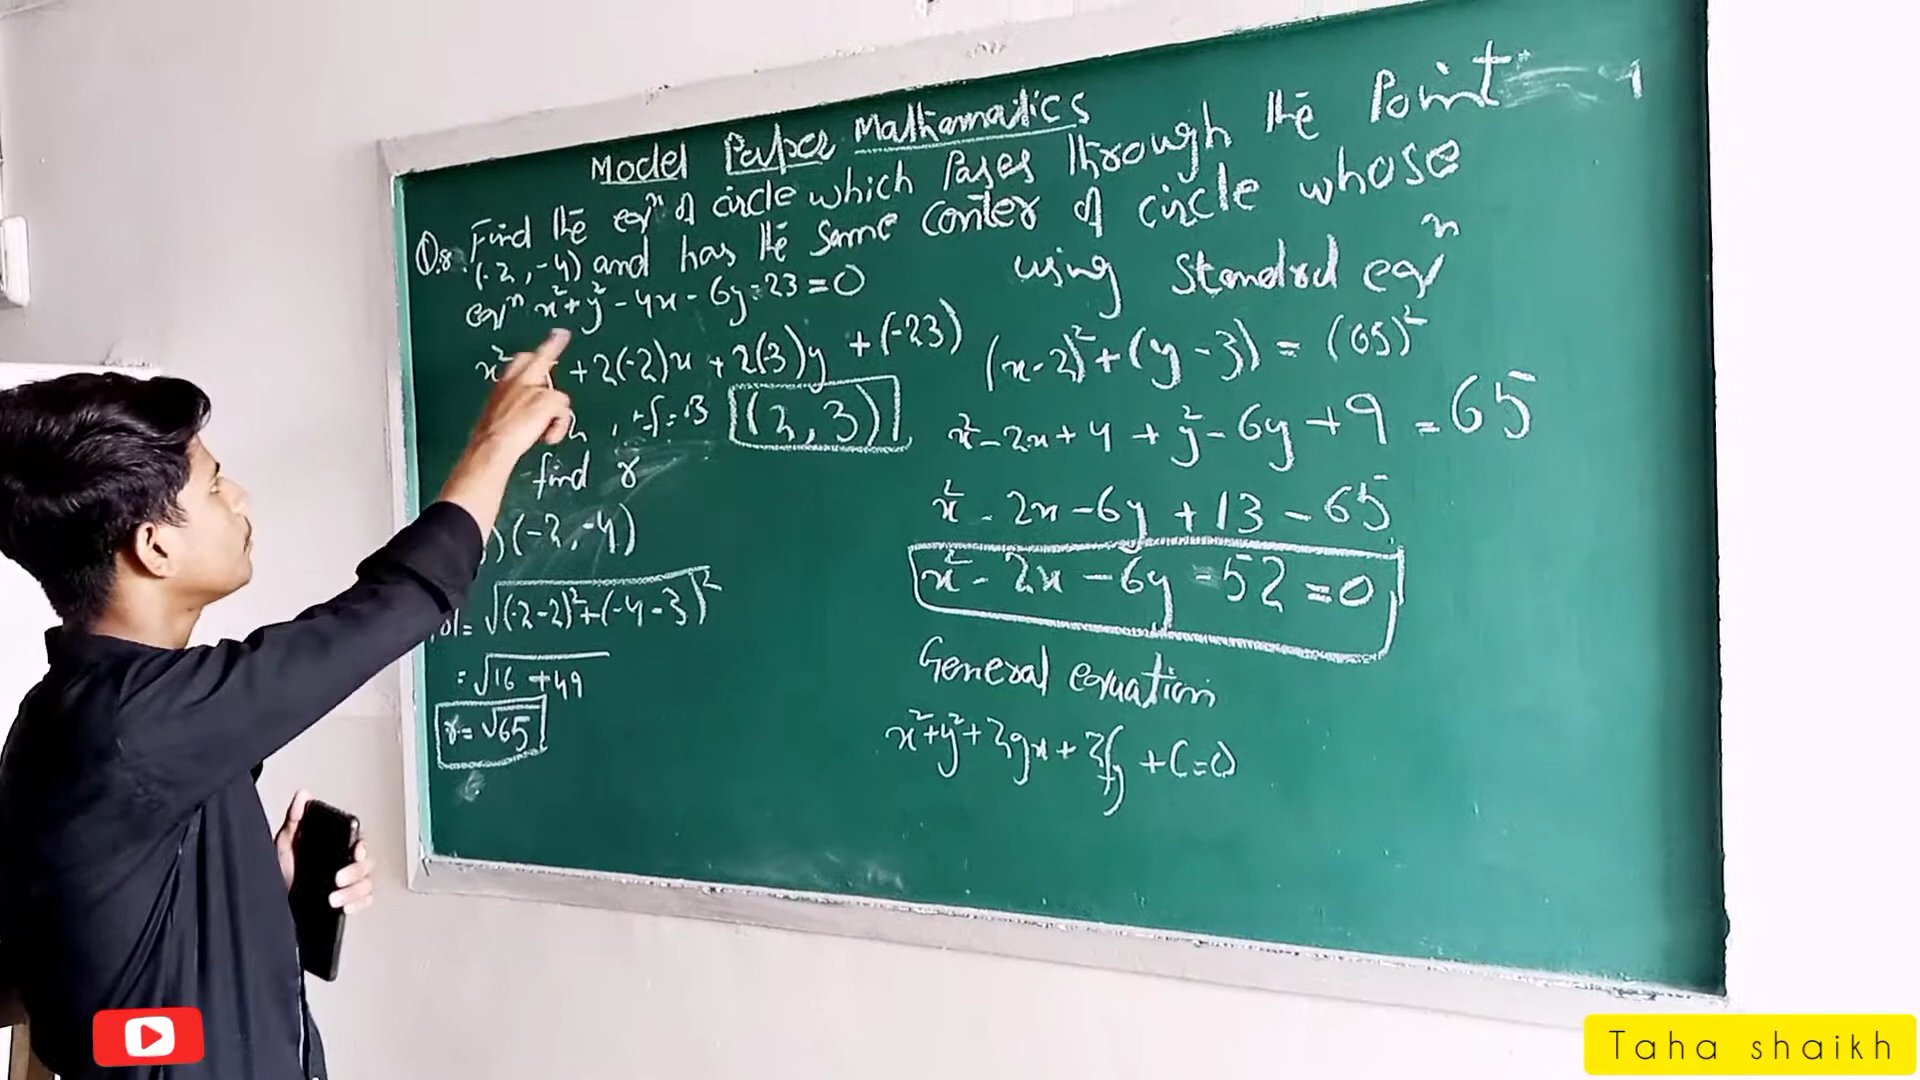 Model Paper Mathematics
Q.8. Find the eqn of circle which Pases through the Point
(-2, -4) and has the same center of circle whose
eqn x²+y² - 4x - 6y - 23 = 0
x² + 2(-2)x + 2(-3)y + (-23)
, -f = 3 (2, 3)
find r
(-2, -4)
= √(-2-2)²+(-4-3)²
= √16 + 49
r = √65
using Standard eqn
(x-2)²+(y-3) = (65)²
x²-2x+4 + y²-6y+9 = 65
x² - 2x - 6y + 13 - 65
x² - 2x - 6y - 52 = 0
General equation
x²+y²+2gx+2fy+C=0
Taha shaikh